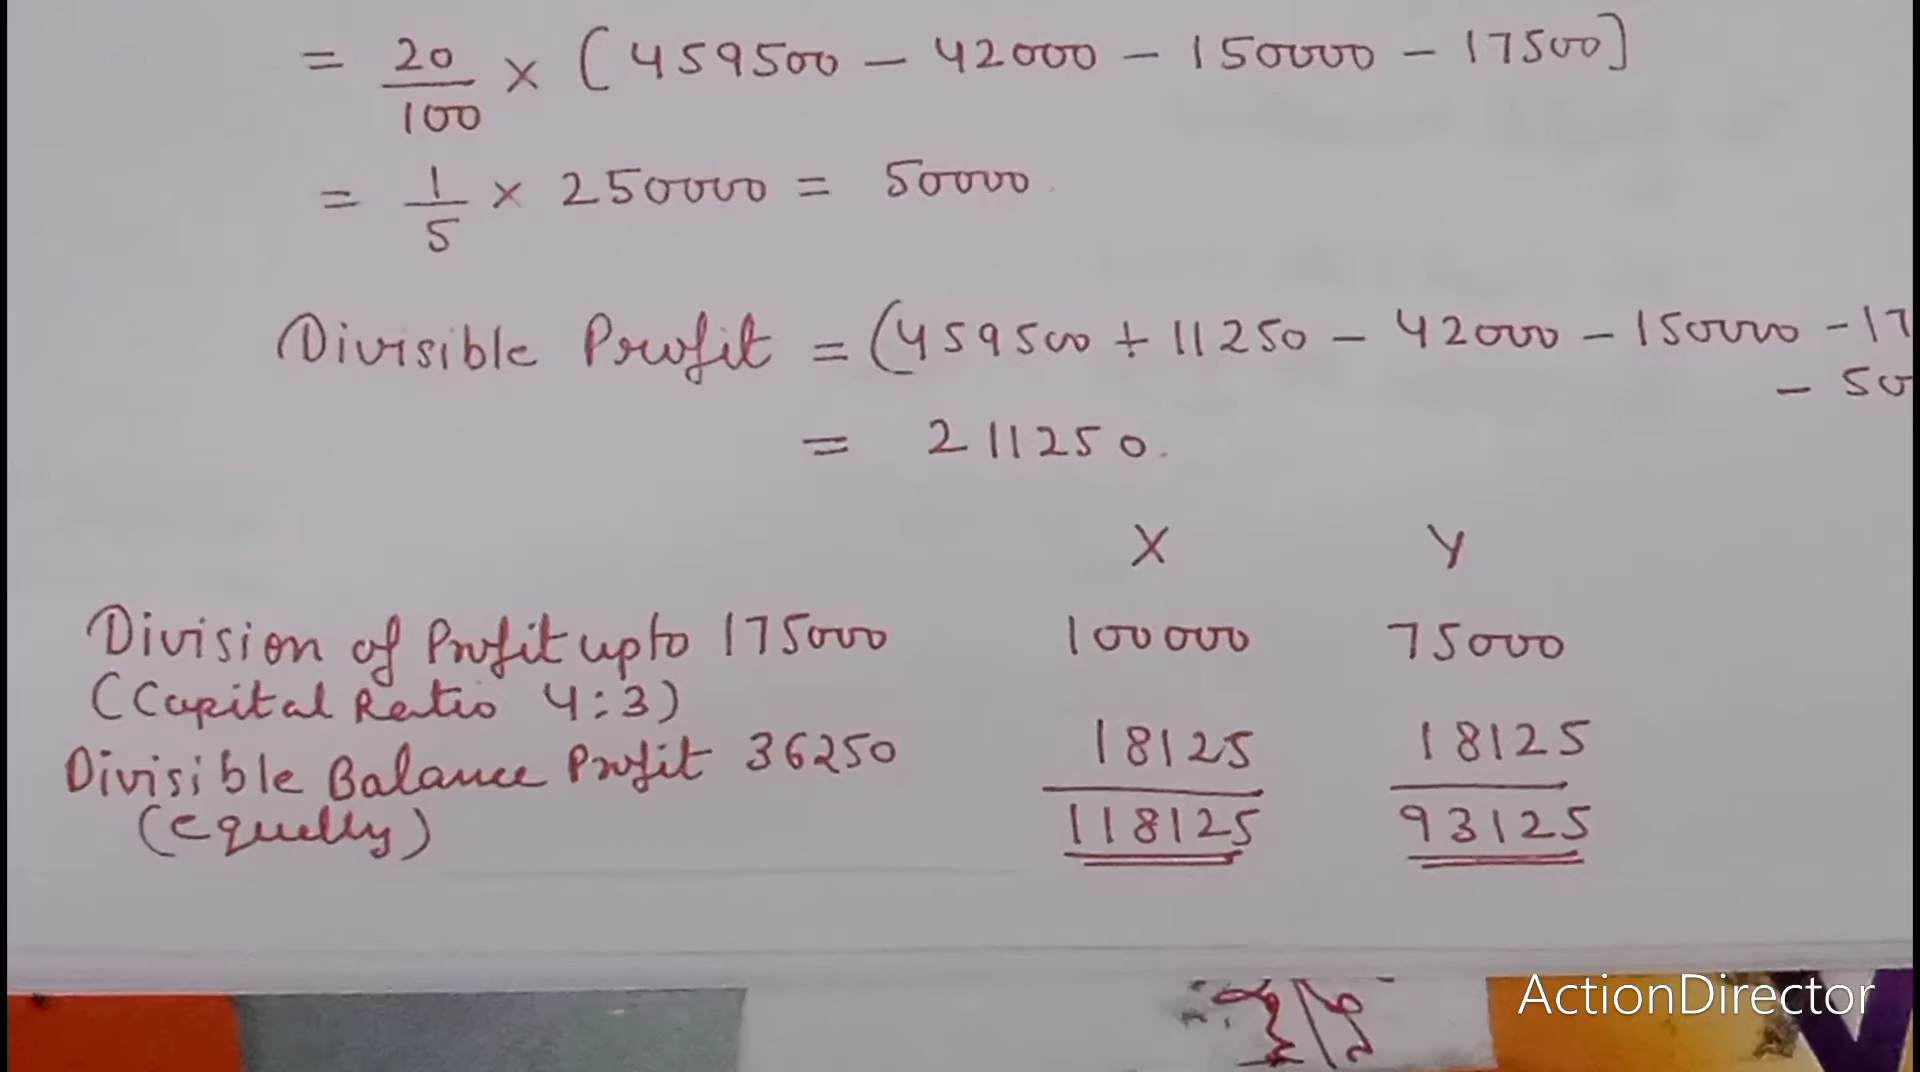 = 20/100 × (459500 - 42000 - 150000 - 17500]
= 1/5 × 250000 = 50000
Divisible Profit = (459500 + 11250 - 42000 - 150000 - 17
- 50
= 211250.
X Y
Division of Profit upto 175000 100000 75000
(Capital Ratio 4:3)
Divisible Balance Profit 36250 18125 18125
(equally) 118125 93125
ActionDirector